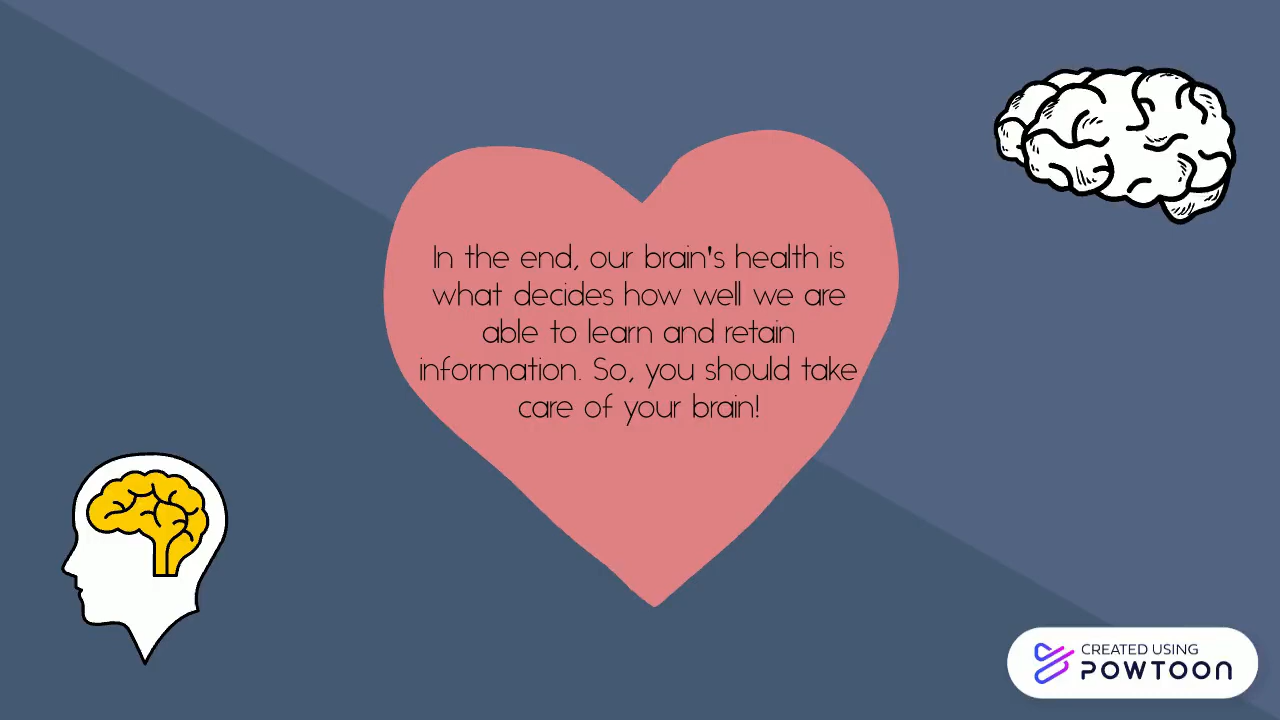 In the end, our brain's health is
what decides how well we are
able to learn and retain
information. So, you should take
care of your brain!
CREATED USING
POWTOON